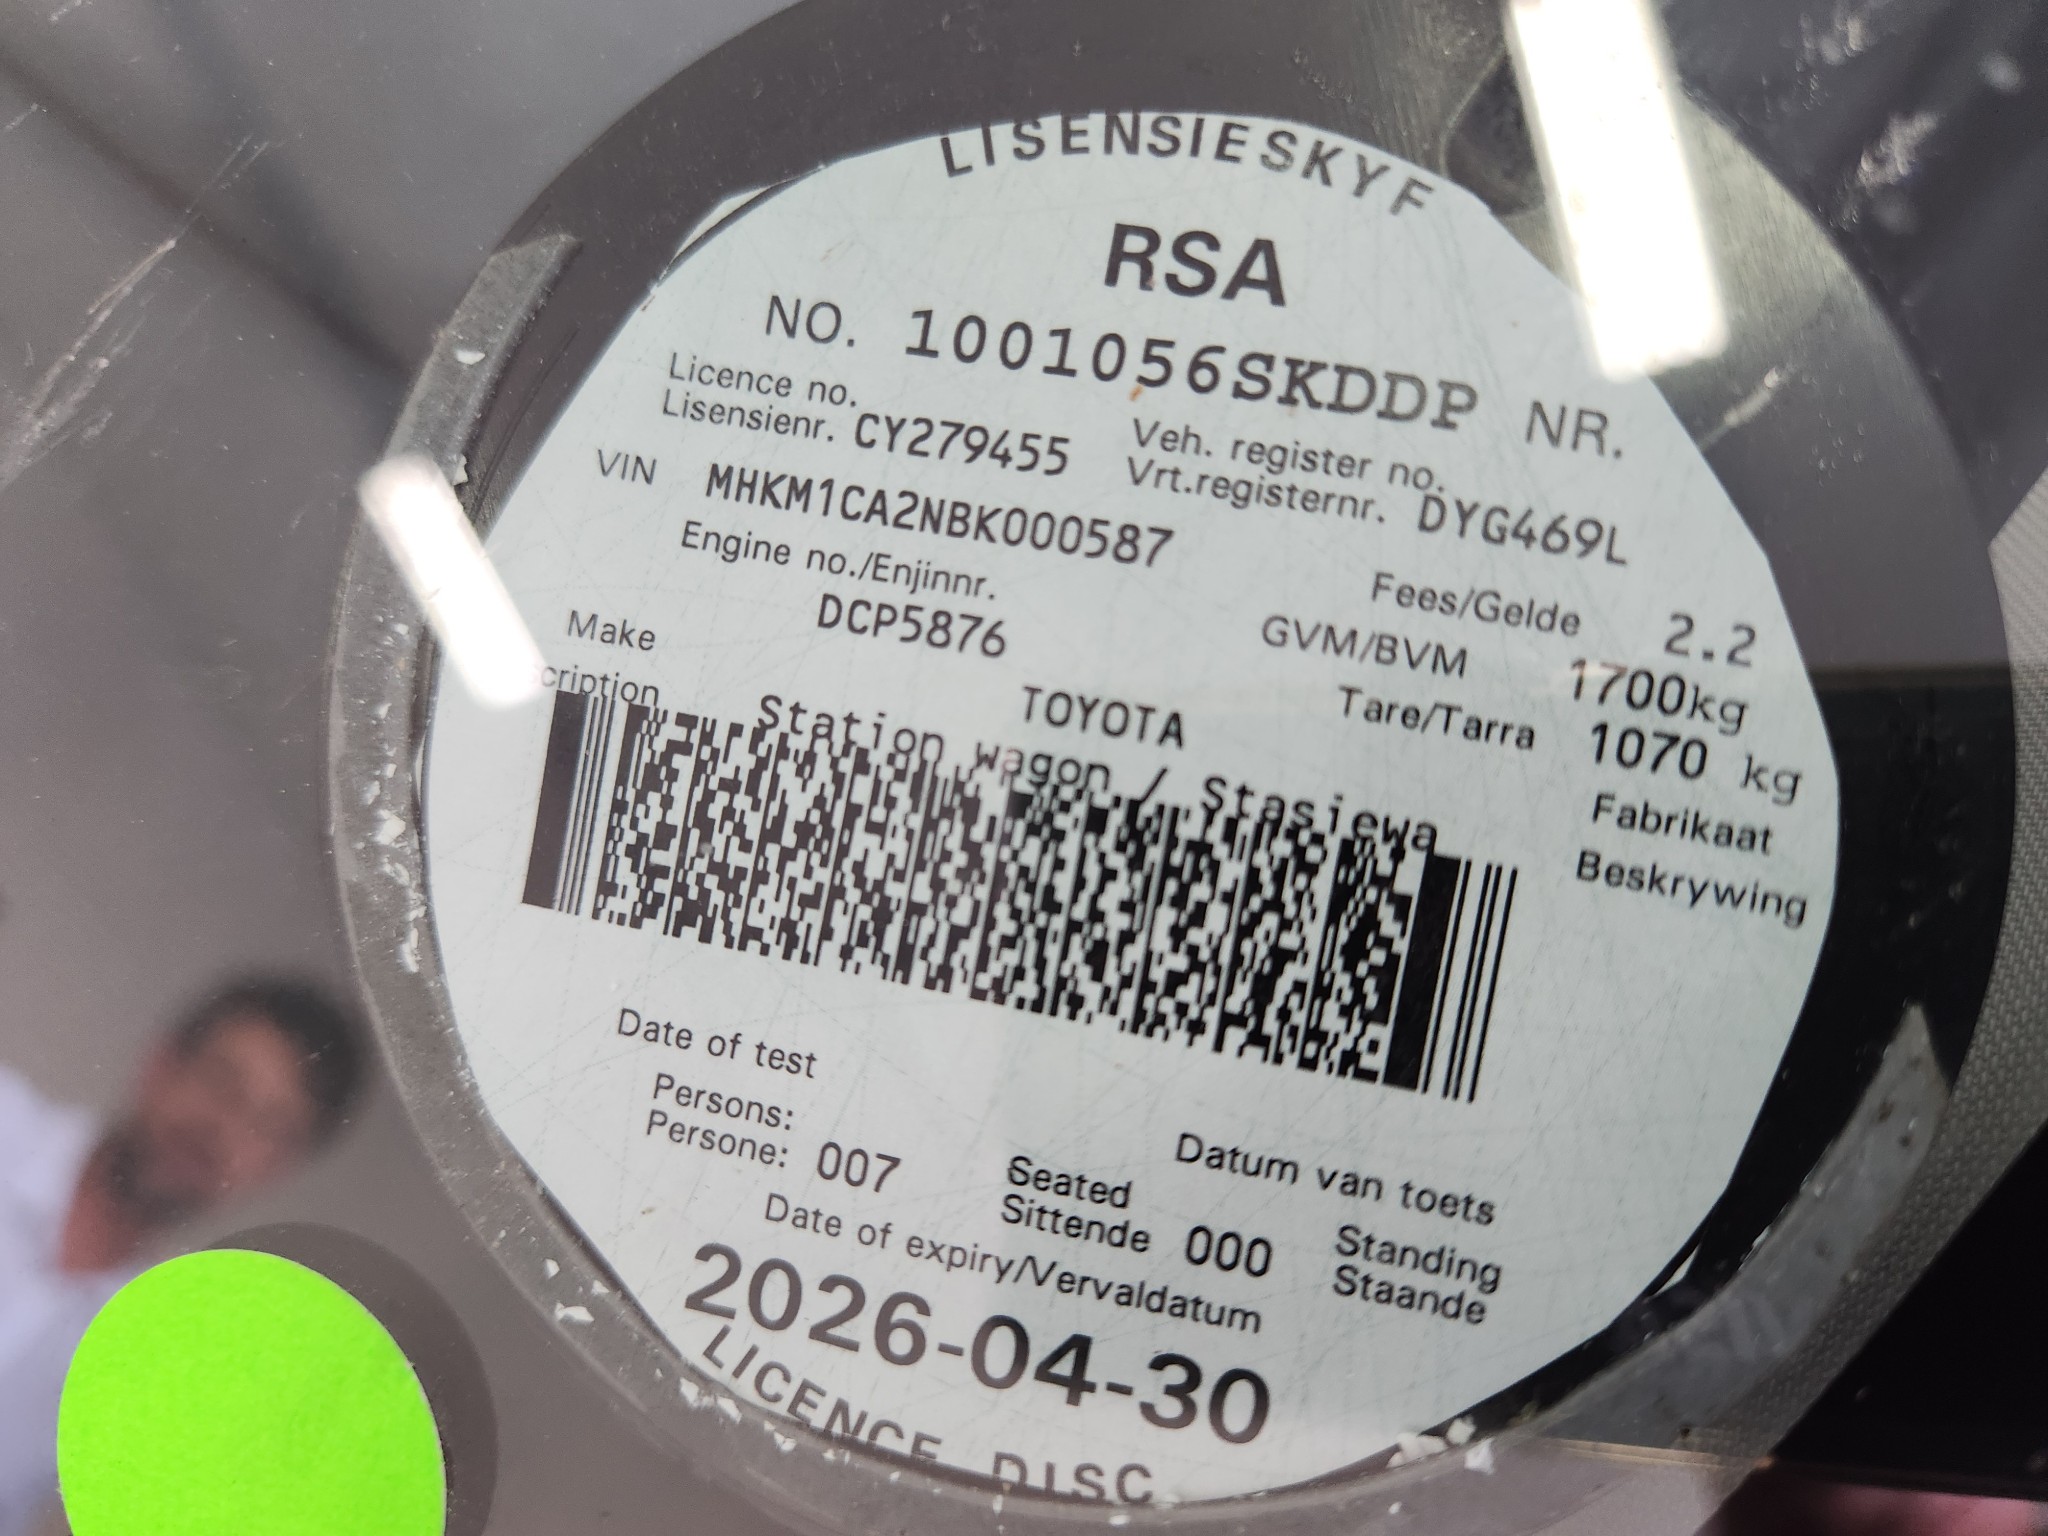 LISENSIESKYF
RSA
NO. 1001056SKDDP NR.
Licence no.
Lisensienr. CY279455
Veh. register no.
Vrt.registernr. DYG469L
VIN MHKM1CA2NBK000587
Engine no./Enjinnr.
DCP5876
Fees/Gelde 2.2
GVM/BVM 1700kg
Tare/Tarra 1070 kg
Make TOYOTA Fabrikaat
cription Station wagon / Stasiewa Beskrywing
Date of test Datum van toets
Persons:
Persone: 007
Seated
Sittende 000
Standing
Staande
Date of expiry/Vervaldatum
2026-04-30
LICENCE DISC